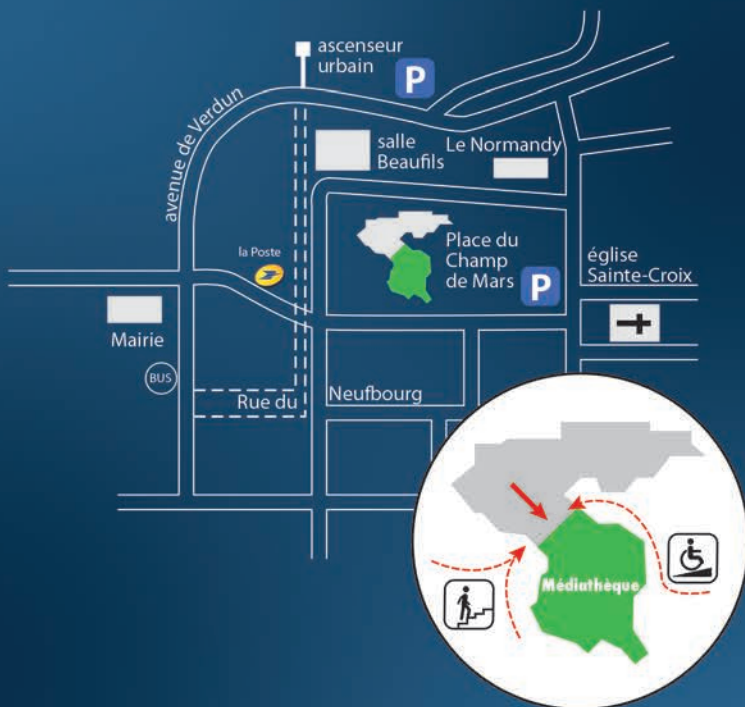 ascenseur
urbain
P
avenue de Verdun
salle
Beaufils
Le Normandy
la Poste
Place du
Champ
de Mars
P
église
Sainte-Croix
Mairie
BUS
Rue du Neufbourg
Médiathèque